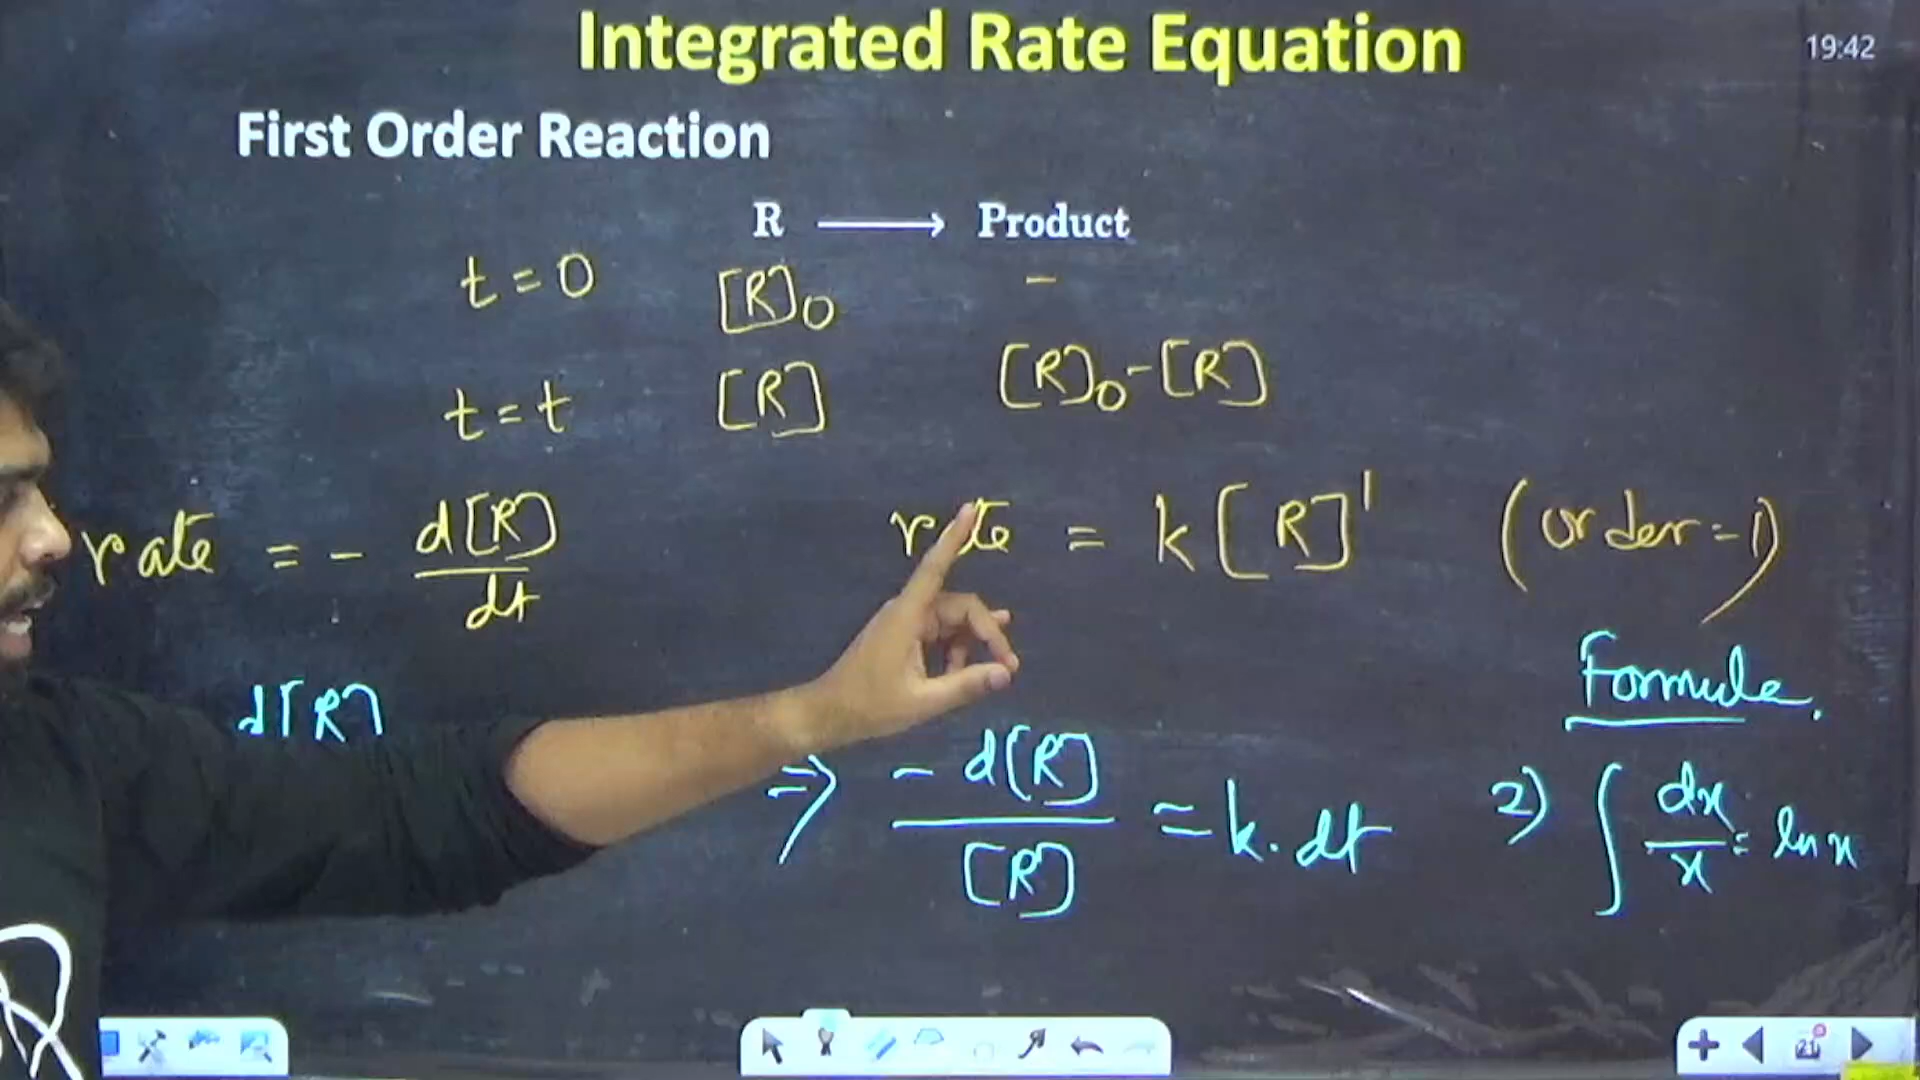 Integrated Rate Equation
19:42
First Order Reaction
R ⟶ Product
t = 0 [R]₀ -
t = t [R] [R]₀ - [R]
rate = - d[R]/dt rate = k[R]¹ (order = 1)
Formula.
d[R]
⇒ - d[R]/[R] = k. dt 2) ∫ dx/x = ln x
21